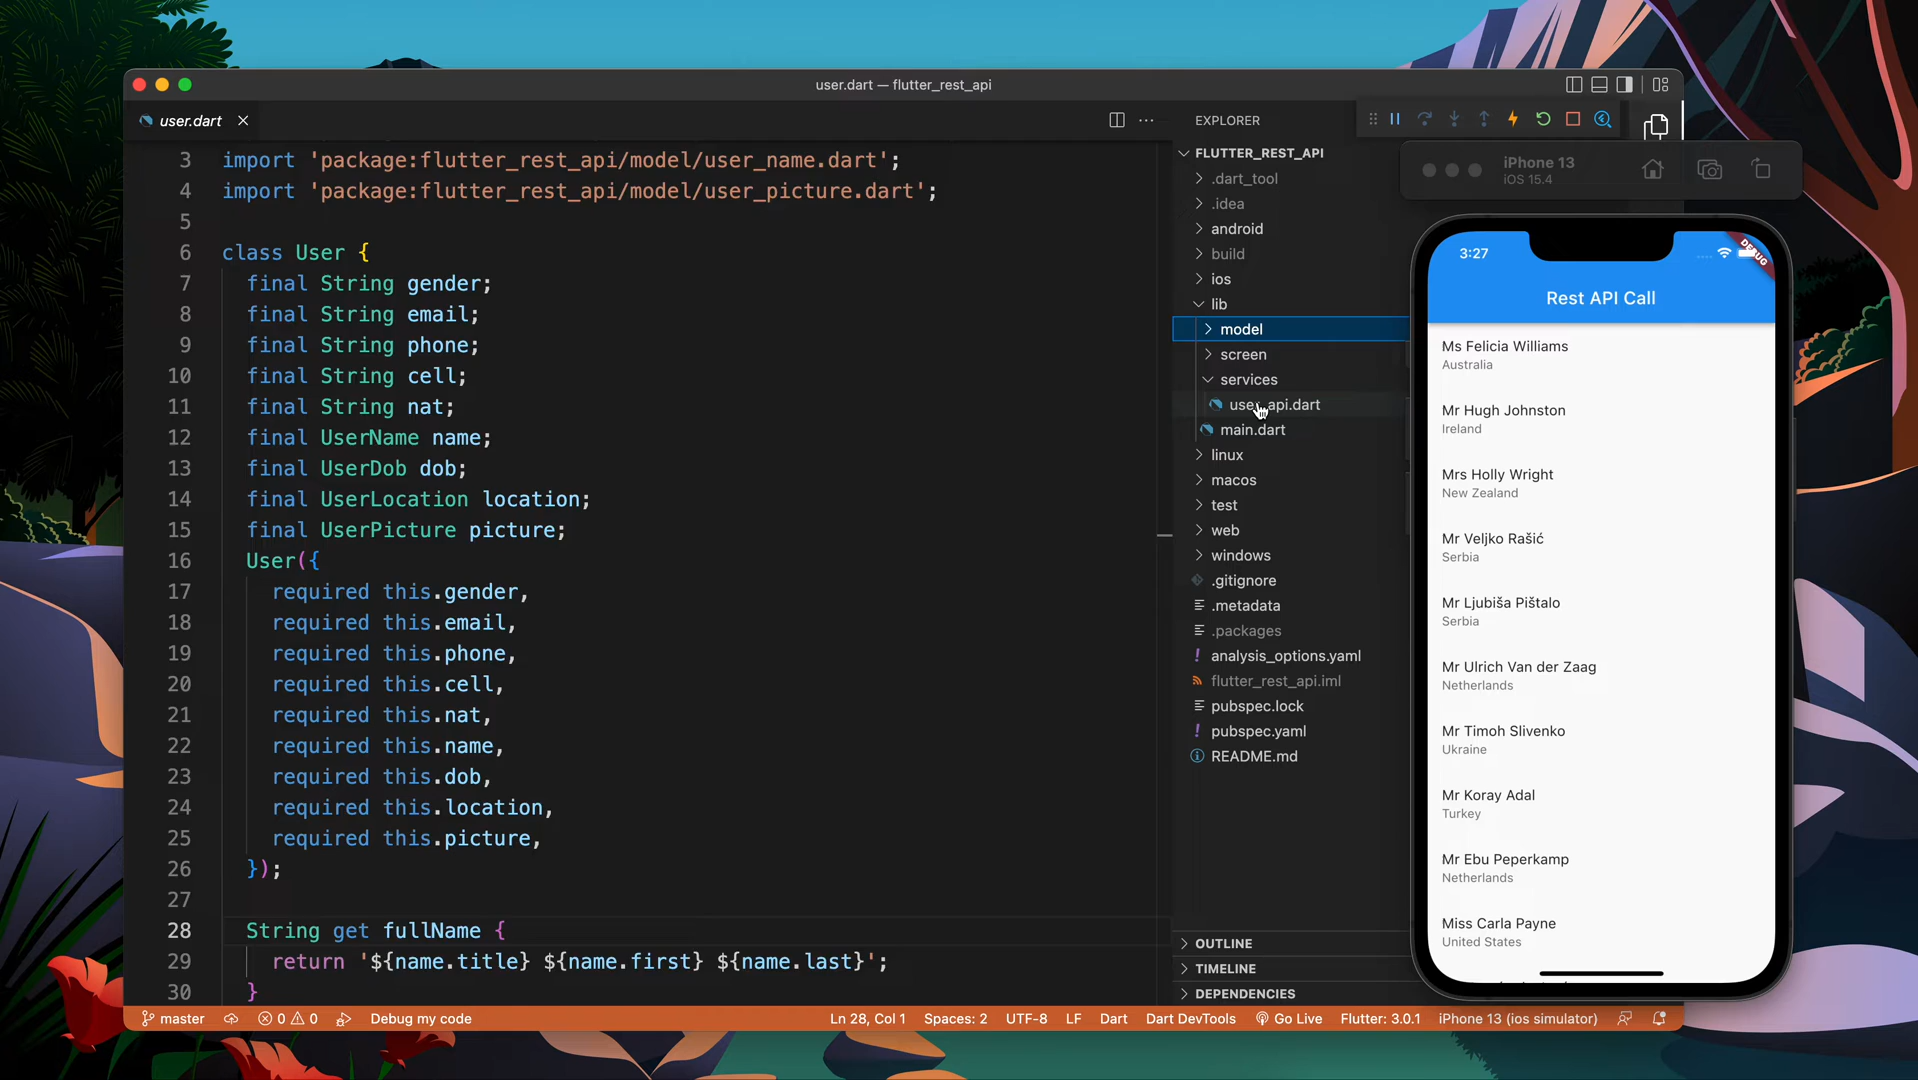 user.dart — flutter_rest_api
user.dart
3 import 'package:flutter_rest_api/model/user_name.dart';
4 import 'package:flutter_rest_api/model/user_picture.dart';
5
6 class User {
7 final String gender;
8 final String email;
9 final String phone;
10 final String cell;
11 final String nat;
12 final UserName name;
13 final UserDob dob;
14 final UserLocation location;
15 final UserPicture picture;
16 User({
17 required this.gender,
18 required this.email,
19 required this.phone,
20 required this.cell,
21 required this.nat,
22 required this.name,
23 required this.dob,
24 required this.location,
25 required this.picture,
26 });
27
28 String get fullName {
29 return '${name.title} ${name.first} ${name.last}';
30 }
EXPLORER
FLUTTER_REST_API
.dart_tool
.idea
android
build
ios
lib
model
screen
services
user_api.dart
main.dart
linux
macos
test
web
windows
.gitignore
.metadata
.packages
analysis_options.yaml
flutter_rest_api.iml
pubspec.lock
pubspec.yaml
README.md
OUTLINE
TIMELINE
DEPENDENCIES
iPhone 13
iOS 15.4
3:27
DEBUG
Rest API Call
Ms Felicia Williams
Australia
Mr Hugh Johnston
Ireland
Mrs Holly Wright
New Zealand
Mr Veljko Rašić
Serbia
Mr Ljubiša Pištalo
Serbia
Mr Ulrich Van der Zaag
Netherlands
Mr Timoh Slivenko
Ukraine
Mr Koray Adal
Turkey
Mr Ebu Peperkamp
Netherlands
Miss Carla Payne
United States
master 0 0 Debug my code Ln 28, Col 1 Spaces: 2 UTF-8 LF Dart Dart DevTools Go Live Flutter: 3.0.1 iPhone 13 (ios simulator)